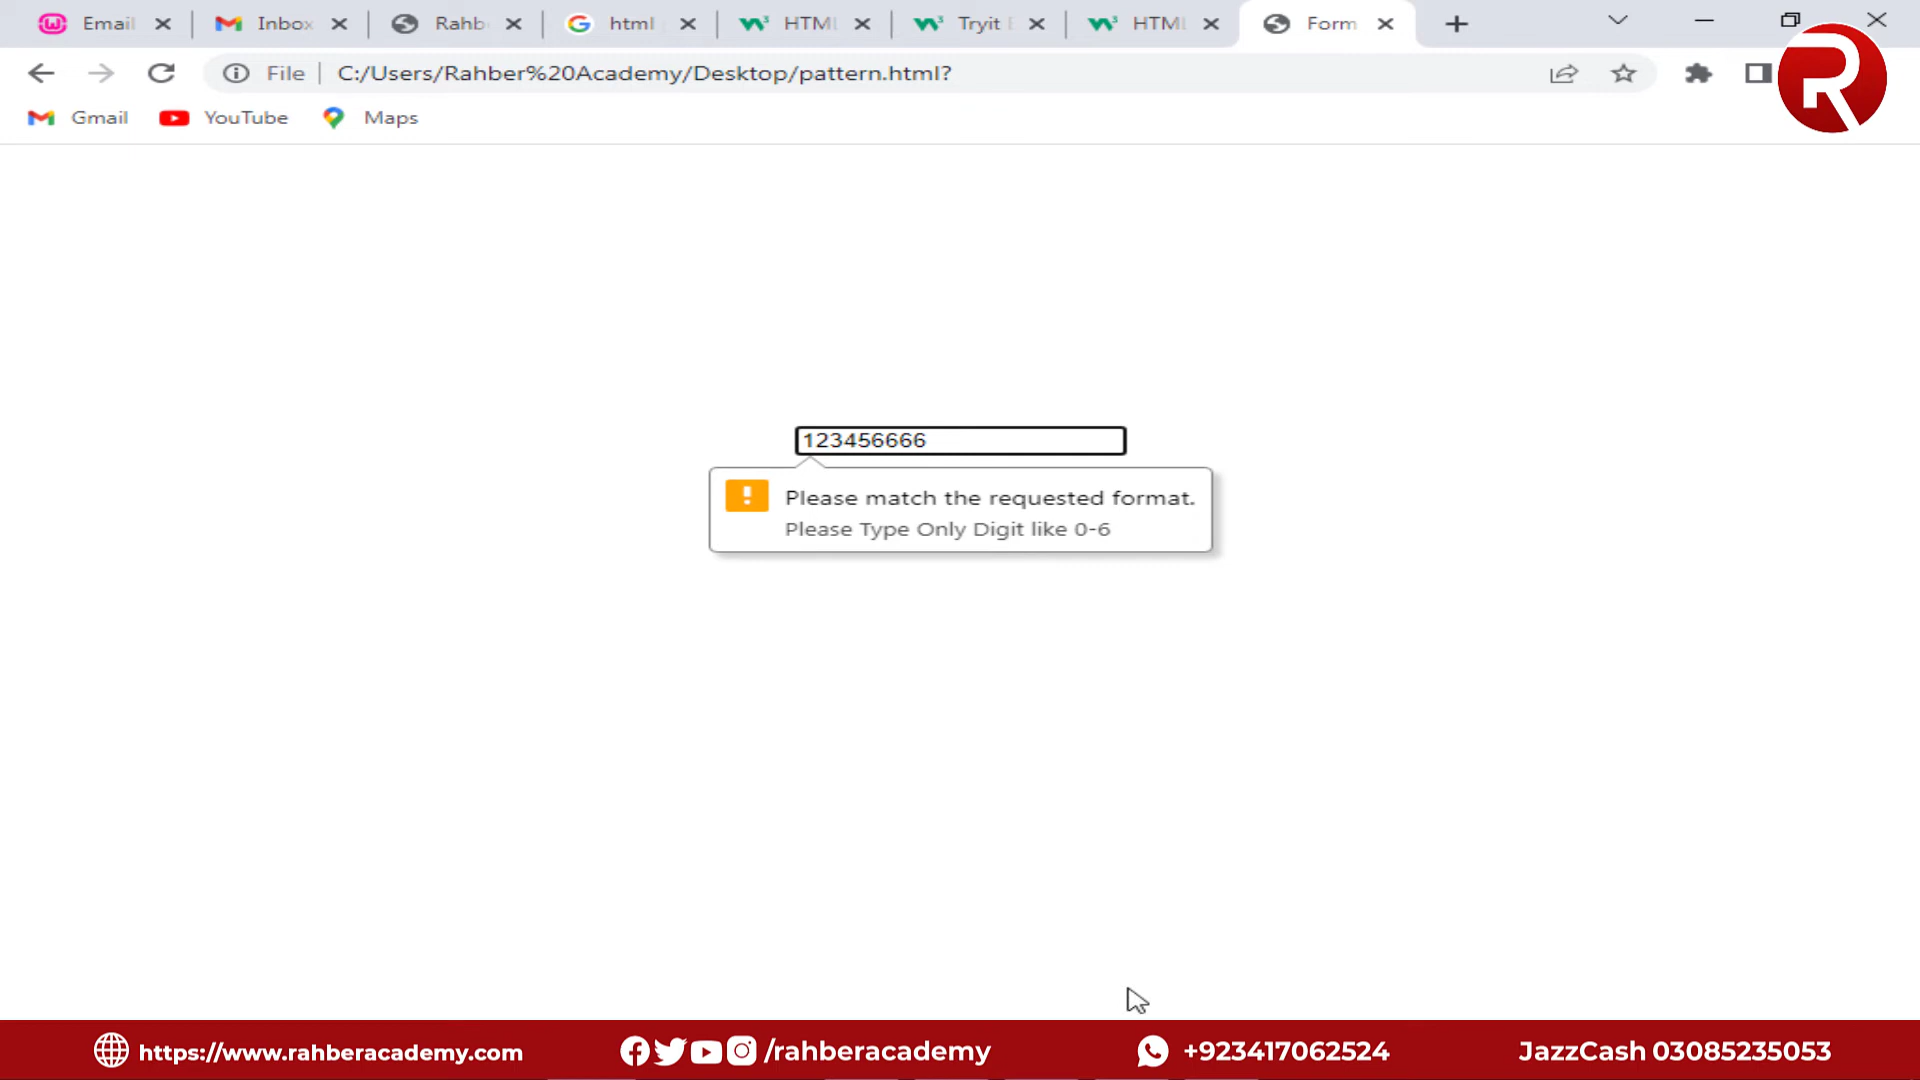 Email
Inbox
Rahb
html
HTML
Tryit E
HTML
Form
File
C:/Users/Rahber%20Academy/Desktop/pattern.html?
Gmail
YouTube
Maps
123456666
Please match the requested format.
Please Type Only Digit like 0-6
https://www.rahberacademy.com
/rahberacademy
+923417062524
JazzCash 03085235053